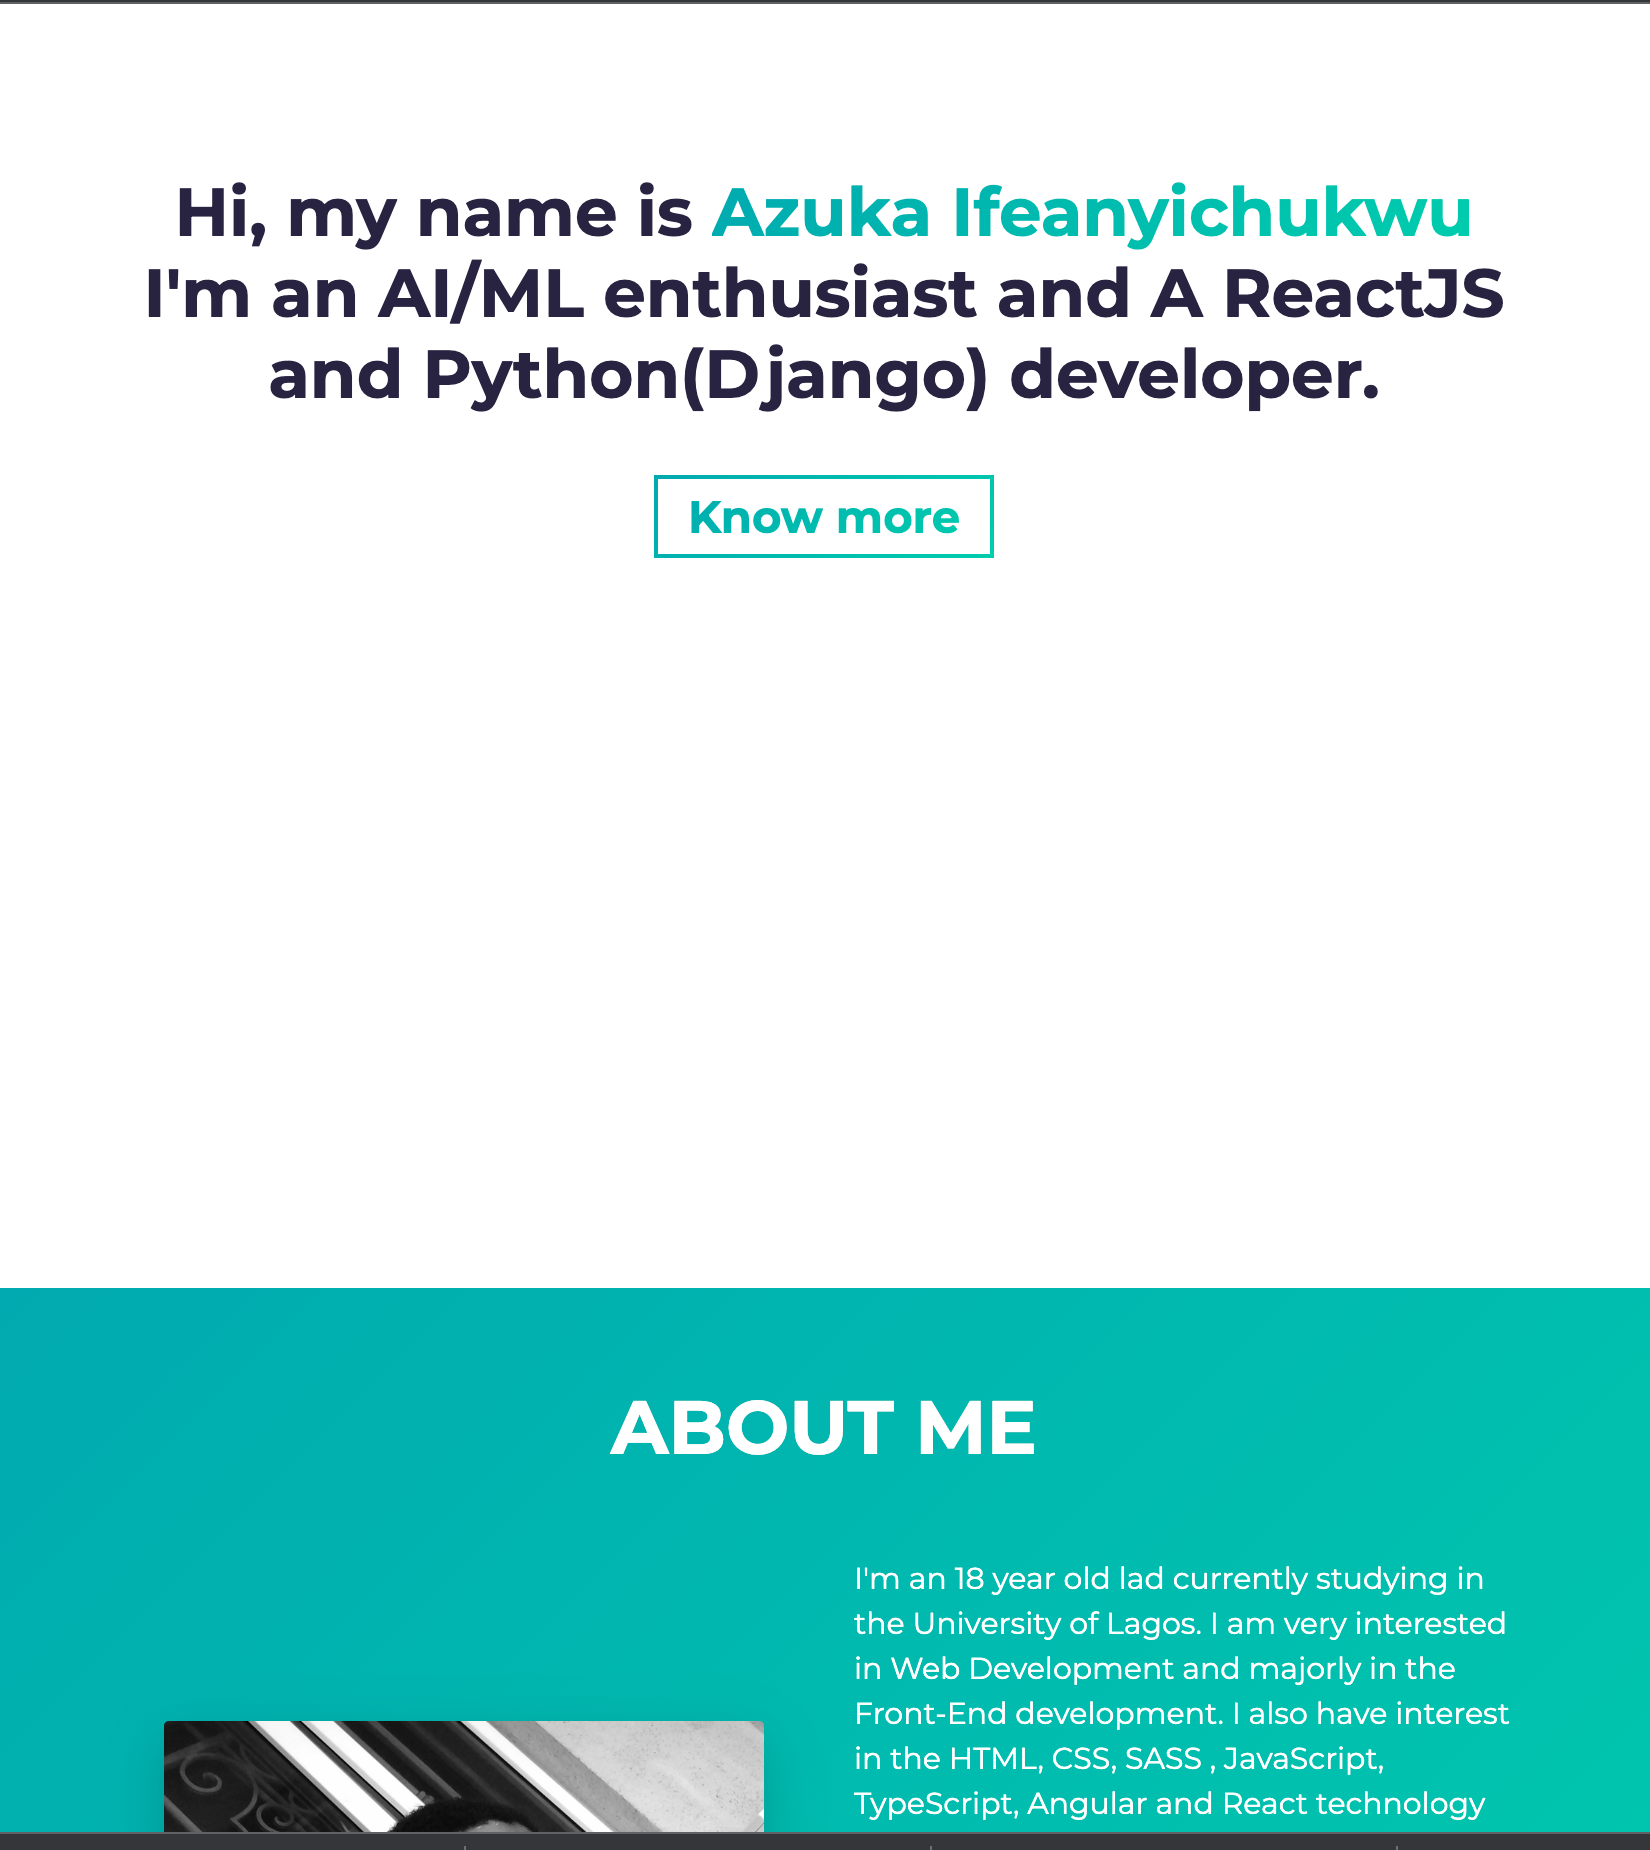 Hi, my name is Azuka Ifeanyichukwu
I'm an AI/ML enthusiast and A ReactJS
and Python(Django) developer.
Know more
ABOUT ME
I'm an 18 year old lad currently studying in
the University of Lagos. I am very interested
in Web Development and majorly in the
Front-End development. I also have interest
in the HTML, CSS, SASS , JavaScript,
TypeScript, Angular and React technology